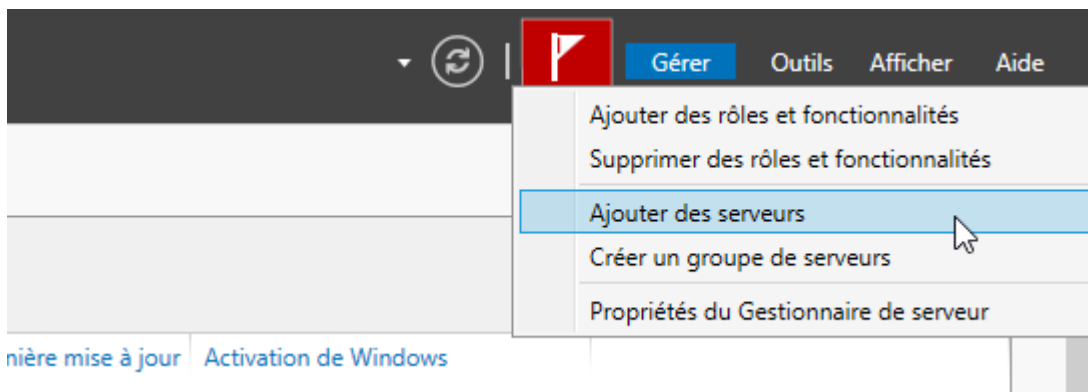 Gérer Outils Afficher Aide
Ajouter des rôles et fonctionnalités
Supprimer des rôles et fonctionnalités
Ajouter des serveurs
Créer un groupe de serveurs
Propriétés du Gestionnaire de serveur
nière mise à jour Activation de Windows